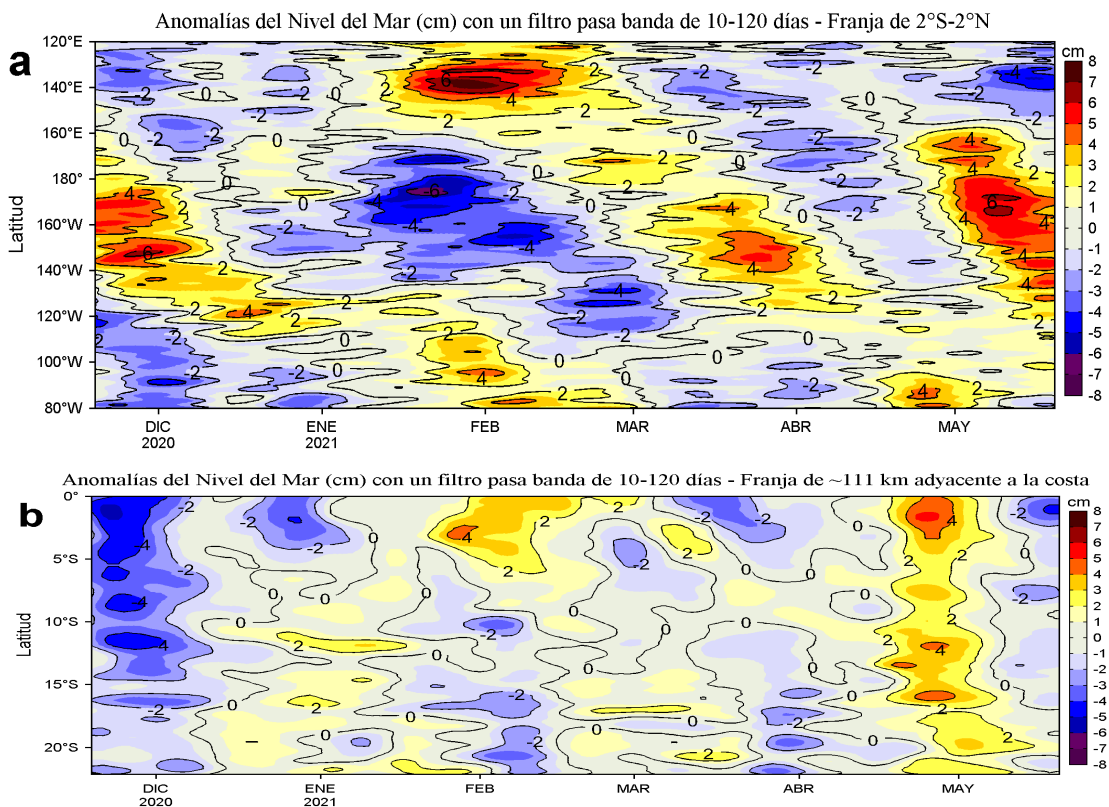 Anomalías del Nivel del Mar (cm) con un filtro pasa banda de 10-120 días - Franja de 2°S-2°N
a
cm
120°E
140°E
160°E
180°
160°W
140°W
120°W
100°W
80°W
Latitud
8
7
6
5
4
3
2
1
0
-1
-2
-3
-4
-5
-6
-7
-8
DIC
2020
ENE
2021
FEB
MAR
ABR
MAY
Anomalías del Nivel del Mar (cm) con un filtro pasa banda de 10-120 días - Franja de ~111 km adyacente a la costa
b
cm
0°
5°S
10°S
15°S
20°S
Latitud
8
7
6
5
4
3
2
1
0
-1
-2
-3
-4
-5
-6
-7
-8
DIC
2020
ENE
2021
FEB
MAR
ABR
MAY